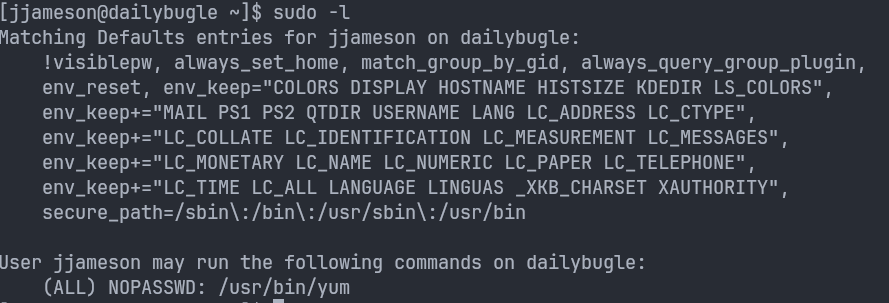 [jjameson@dailybugle ~]$ sudo -l
Matching Defaults entries for jjameson on dailybugle:
    !visiblepw, always_set_home, match_group_by_gid, always_query_group_plugin,
    env_reset, env_keep="COLORS DISPLAY HOSTNAME HISTSIZE KDEDIR LS_COLORS",
    env_keep+="MAIL PS1 PS2 QTDIR USERNAME LANG LC_ADDRESS LC_CTYPE",
    env_keep+="LC_COLLATE LC_IDENTIFICATION LC_MEASUREMENT LC_MESSAGES",
    env_keep+="LC_MONETARY LC_NAME LC_NUMERIC LC_PAPER LC_TELEPHONE",
    env_keep+="LC_TIME LC_ALL LANGUAGE LINGUAS _XKB_CHARSET XAUTHORITY",
    secure_path=/sbin\:/bin\:/usr/sbin\:/usr/bin

User jjameson may run the following commands on dailybugle:
    (ALL) NOPASSWD: /usr/bin/yum